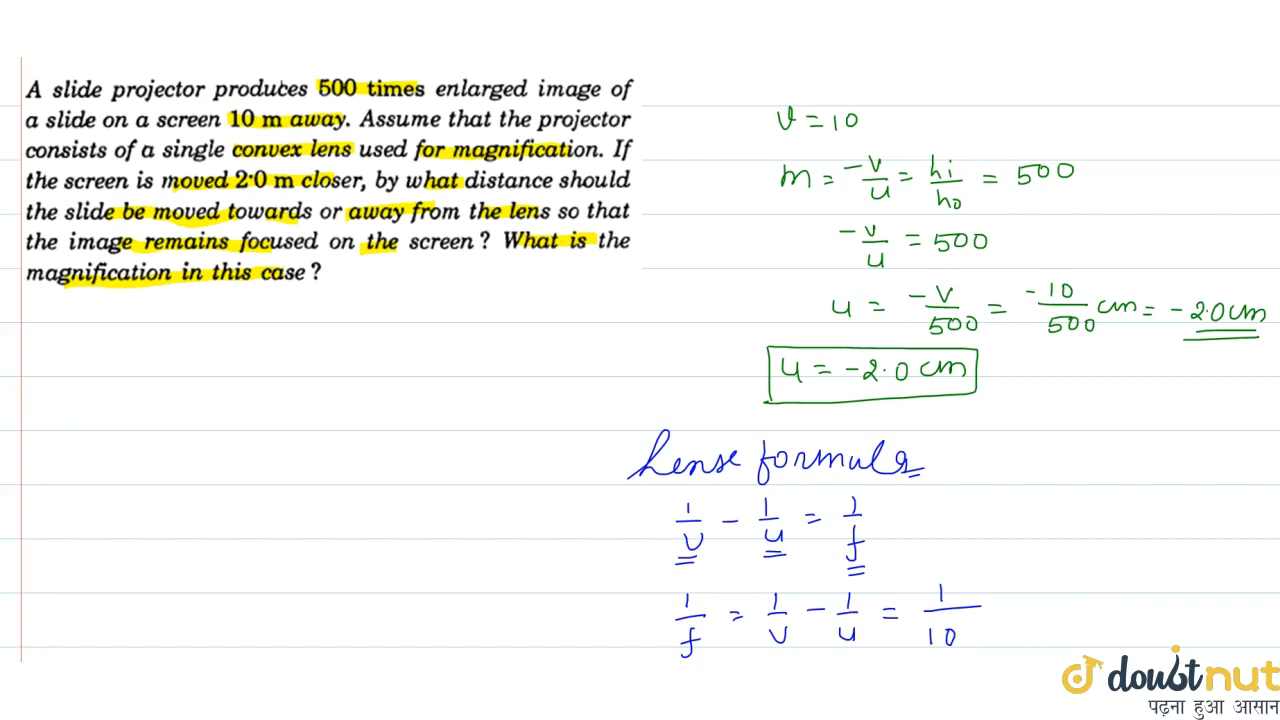 A slide projector produces 500 times enlarged image of
a slide on a screen 10 m away. Assume that the projector
consists of a single convex lens used for magnification. If
the screen is moved 2·0 m closer, by what distance should
the slide be moved towards or away from the lens so that
the image remains focused on the screen? What is the
magnification in this case?
v = 10
m = -v/u = hi/ho = 500
-v/u = 500
u = -v/500 = -10/500 cm = -2.0 cm
u = -2.0 cm
Lense formula
1/v - 1/u = 1/f
1/f = 1/v - 1/u = 1/10
doubtnut
पढ़ना हुआ आसान